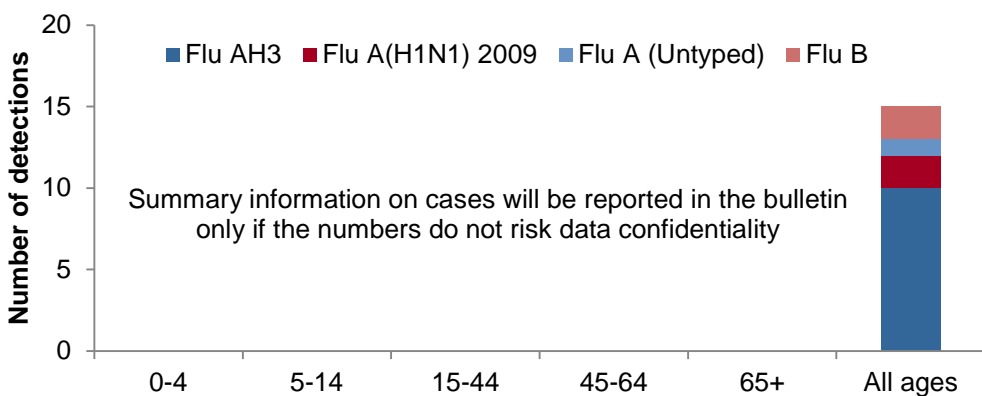 Number of detections
20
15
10
5
0
Flu AH3 Flu A(H1N1) 2009 Flu A (Untyped) Flu B
Summary information on cases will be reported in the bulletin
only if the numbers do not risk data confidentiality
0-4 5-14 15-44 45-64 65+ All ages